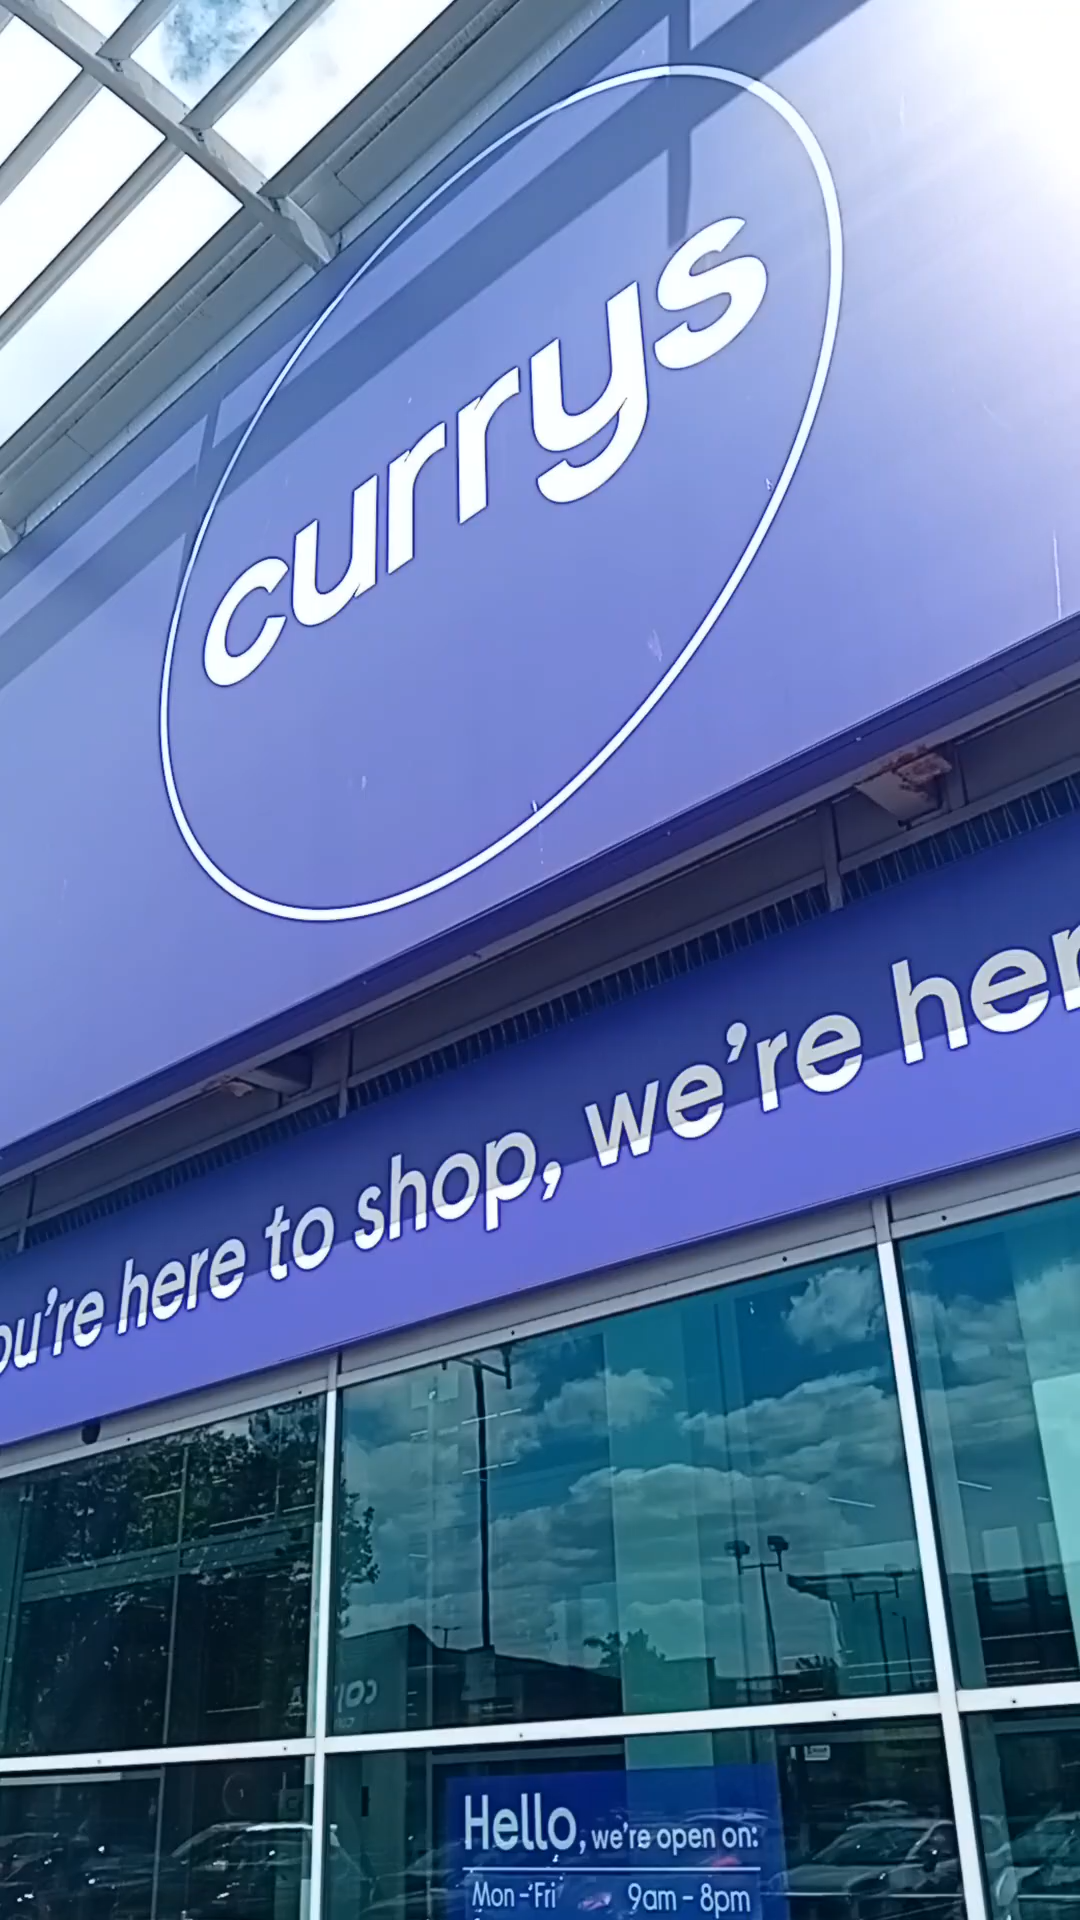 currys
ou're here to shop, we're her
Hello, we're open on:
Mon - Fri 9am - 8pm